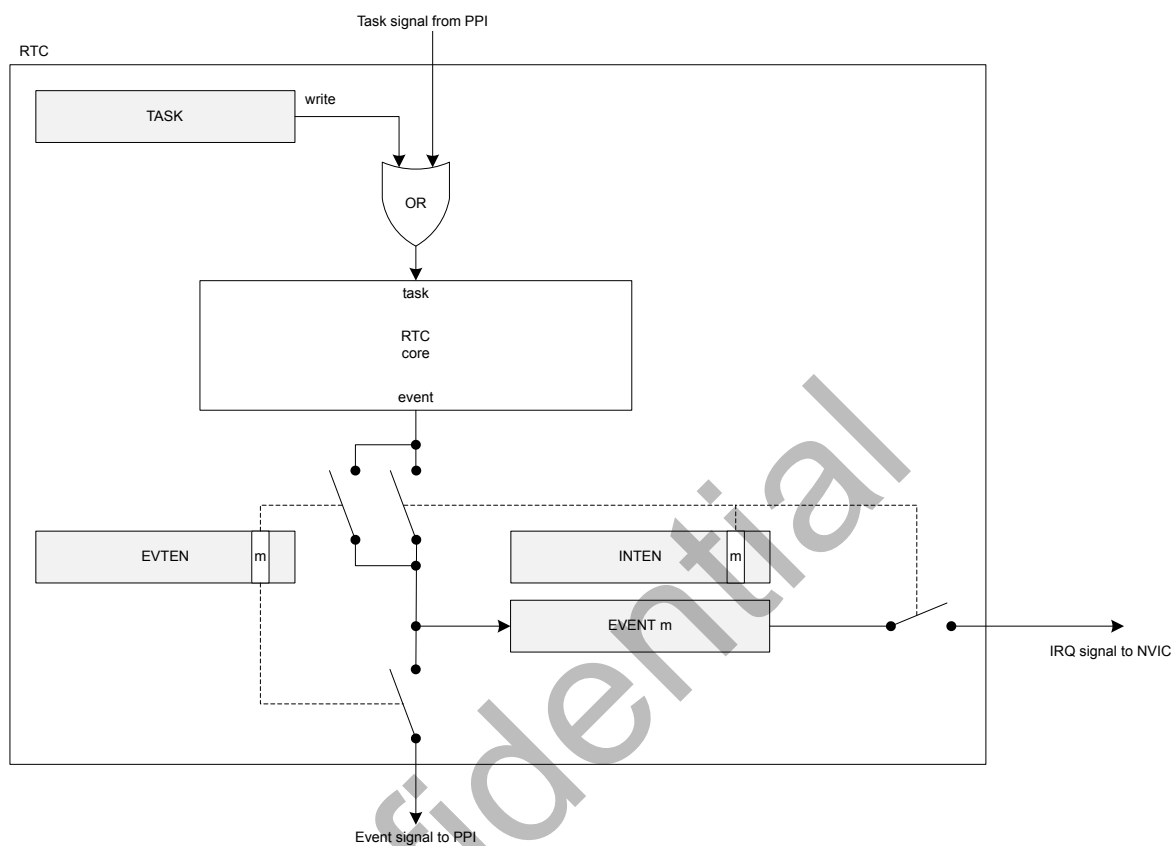 Task signal from PPI
RTC
write
TASK
OR
task
RTC
core
event
EVTEN
m
INTEN
m
EVENT m
IRQ signal to NVIC
Event signal to PPI
fidential